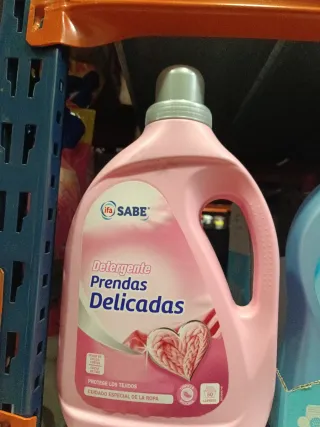 ifa SABE
Detergente
Prendas
Delicadas
PROTEGE LOS TEJIDOS
CUIDADO ESPECIAL DE LA ROPA